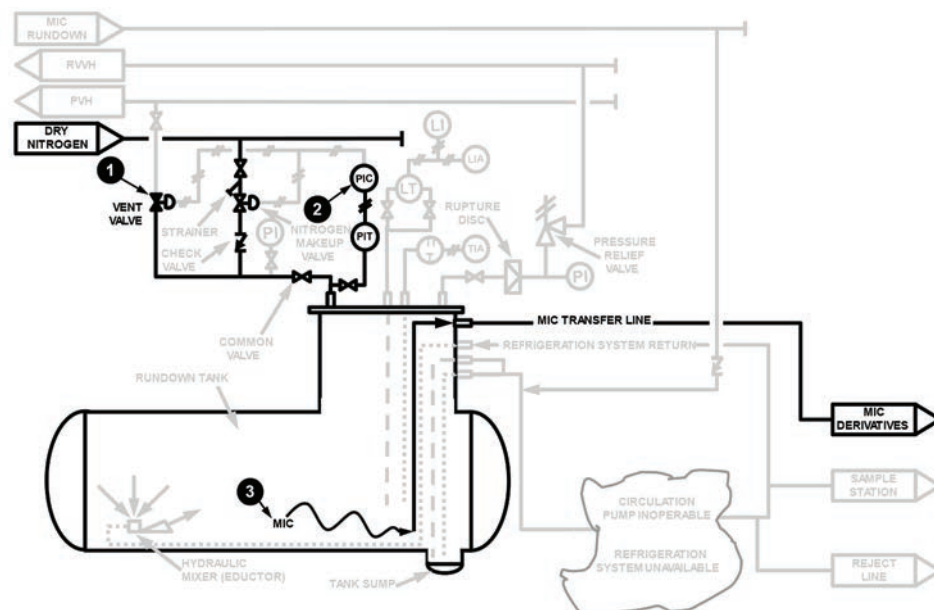 MIC
RUNDOWN
RVVH
PVH
DRY
NITROGEN
1
VENT
VALVE
STRAINER
CHECK
VALVE
PI
NITROGEN
MAKEUP
VALVE
2
PIC
PIT
LI
LIA
LT
TT
TIA
RUPTURE
DISC
PRESSURE
RELIEF
VALVE
PI
COMMON
VALVE
MIC TRANSFER LINE
REFRIGERATION SYSTEM RETURN
RUNDOWN TANK
MIC
DERIVATIVES
3
MIC
CIRCULATION
PUMP INOPERABLE
REFRIGERATION
SYSTEM UNAVAILABLE
SAMPLE
STATION
HYDRAULIC
MIXER (EDUCTOR)
TANK SUMP
REJECT
LINE